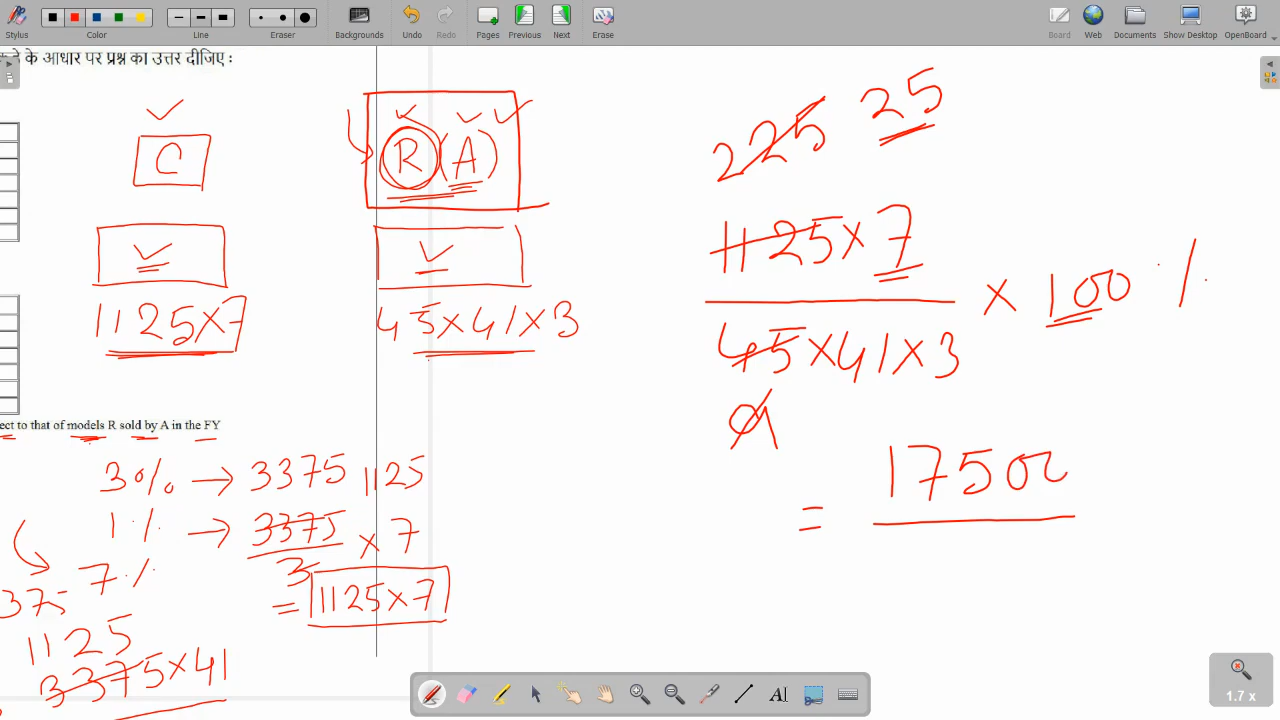 Stylus Color Line Eraser Backgrounds Undo Redo Pages Previous Next Erase Board Web Documents Show Desktop OpenBoard
के आधार पर प्रश्न का उत्तर दीजिए :
C
R (A)
1125×7
45×41×3
225 25
1125×7
45×41×3
× 100 %
9
= 17500
ect to that of models R sold by A in the FY
3% → 3375 1125
1% → 3375 × 7
3
7%
= 1125×7
375
1125
3375×41
1.7 x